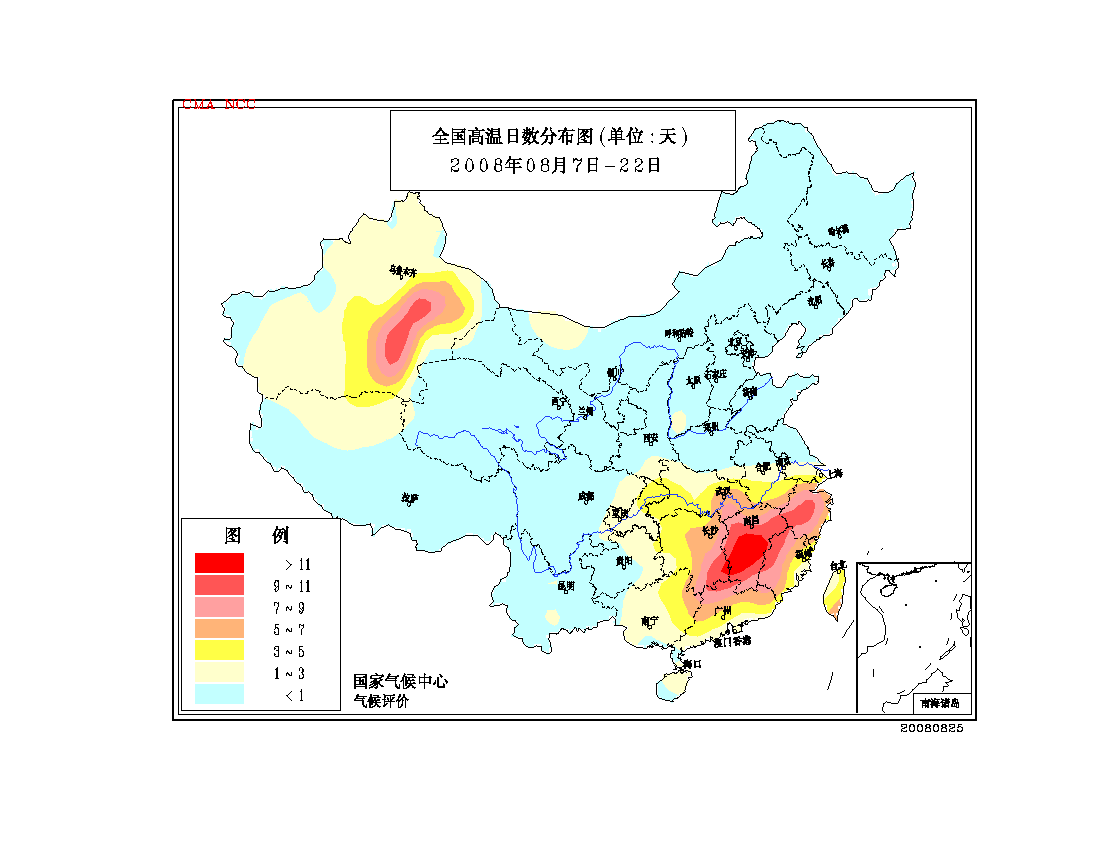 CMA NCC
全国高温日数分布图(单位:天)
2008年08月7日-22日
哈尔滨
长春
乌鲁木齐
沈阳
呼和浩特
北京
天津
银川
太原
石家庄
济南
西宁
兰州
郑州
西安
南京
合肥
上海
拉萨
成都
武汉
重庆
南昌
长沙
福州
贵阳
台北
昆明
广州
南宁
澳门香港
海口
图 例
>11
9~11
7~9
5~7
3~5
1~3
<1
国家气候中心
气候评价
南海诸岛
20080825